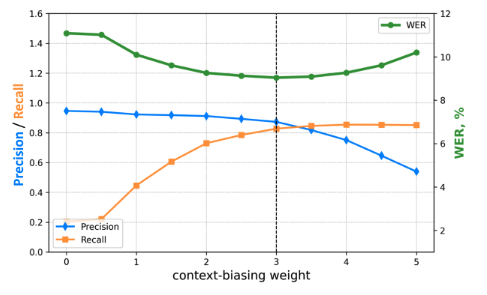 1.6
1.4
1.2
1.0
0.8
0.6
0.4
0.2
0.0
Precision / Recall
12
10
8
6
4
2
WER, %
WER
Precision
Recall
0 1 2 3 4 5
context-biasing weight